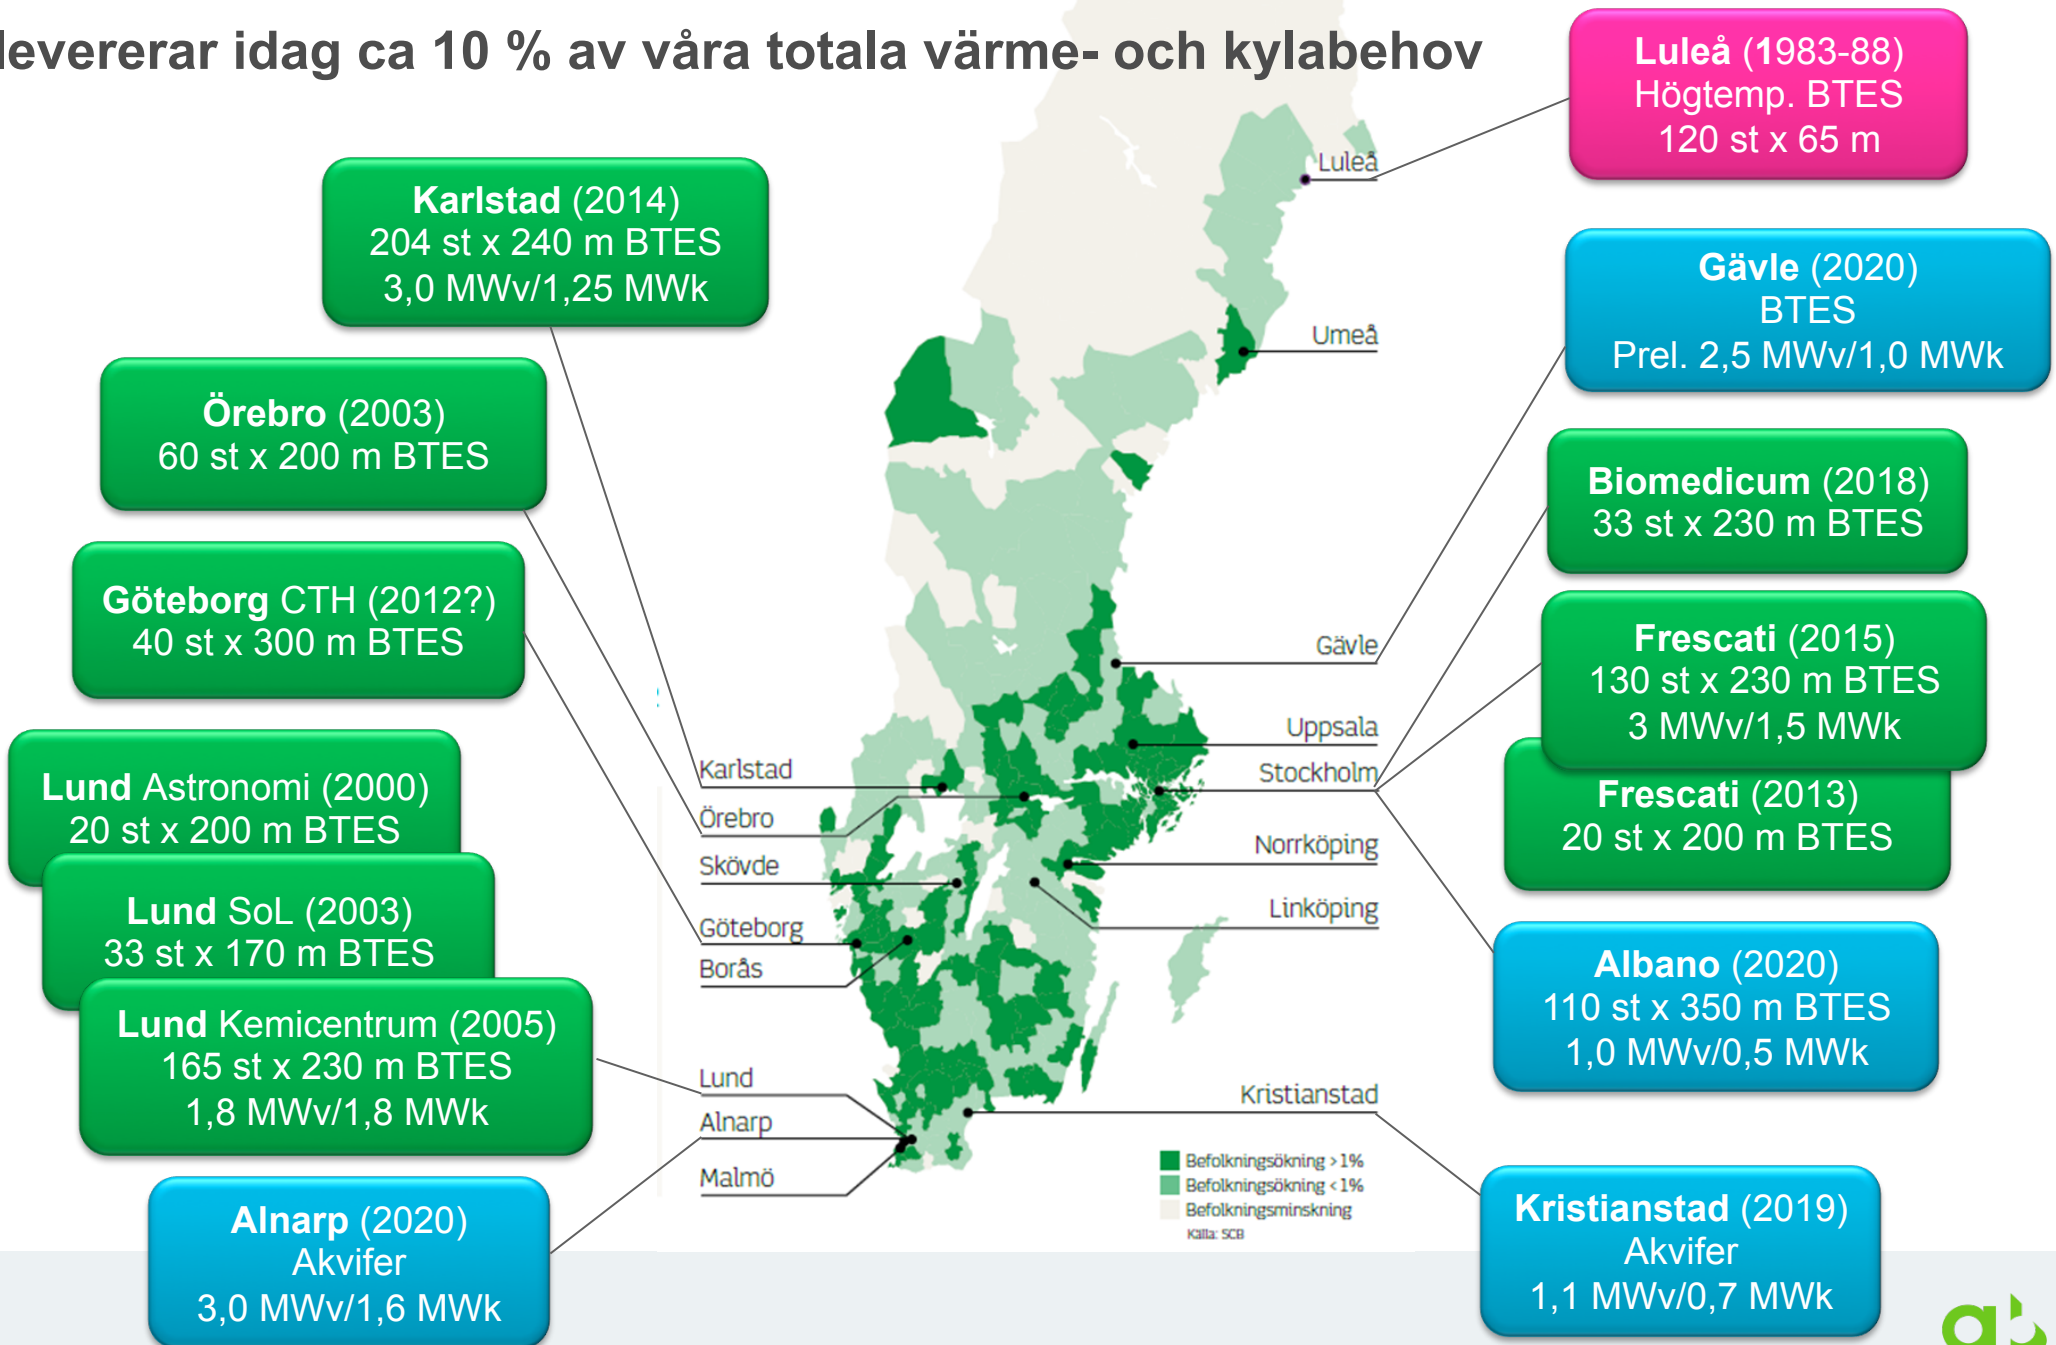 levererar idag ca 10 % av våra totala värme- och kylabehov
Luleå (1983-88)
Högtemp. BTES
120 st x 65 m
Karlstad (2014)
204 st x 240 m BTES
3,0 MWv/1,25 MWk
Gävle (2020)
BTES
Prel. 2,5 MWv/1,0 MWk
Örebro (2003)
60 st x 200 m BTES
Biomedicum (2018)
33 st x 230 m BTES
Göteborg CTH (2012?)
40 st x 300 m BTES
Frescati (2015)
130 st x 230 m BTES
3 MWv/1,5 MWk
Lund Astronomi (2000)
20 st x 200 m BTES
Frescati (2013)
20 st x 200 m BTES
Lund SoL (2003)
33 st x 170 m BTES
Lund Kemicentrum (2005)
165 st x 230 m BTES
1,8 MWv/1,8 MWk
Albano (2020)
110 st x 350 m BTES
1,0 MWv/0,5 MWk
Alnarp (2020)
Akvifer
3,0 MWv/1,6 MWk
Kristianstad (2019)
Akvifer
1,1 MWv/0,7 MWk
Luleå
Umeå
Gävle
Uppsala
Stockholm
Norrköping
Linköping
Kristianstad
Karlstad
Örebro
Skövde
Göteborg
Borås
Lund
Alnarp
Malmö
Befolkningsökning >1%
Befolkningsökning <1%
Befolkningsminskning
Källa: SCB